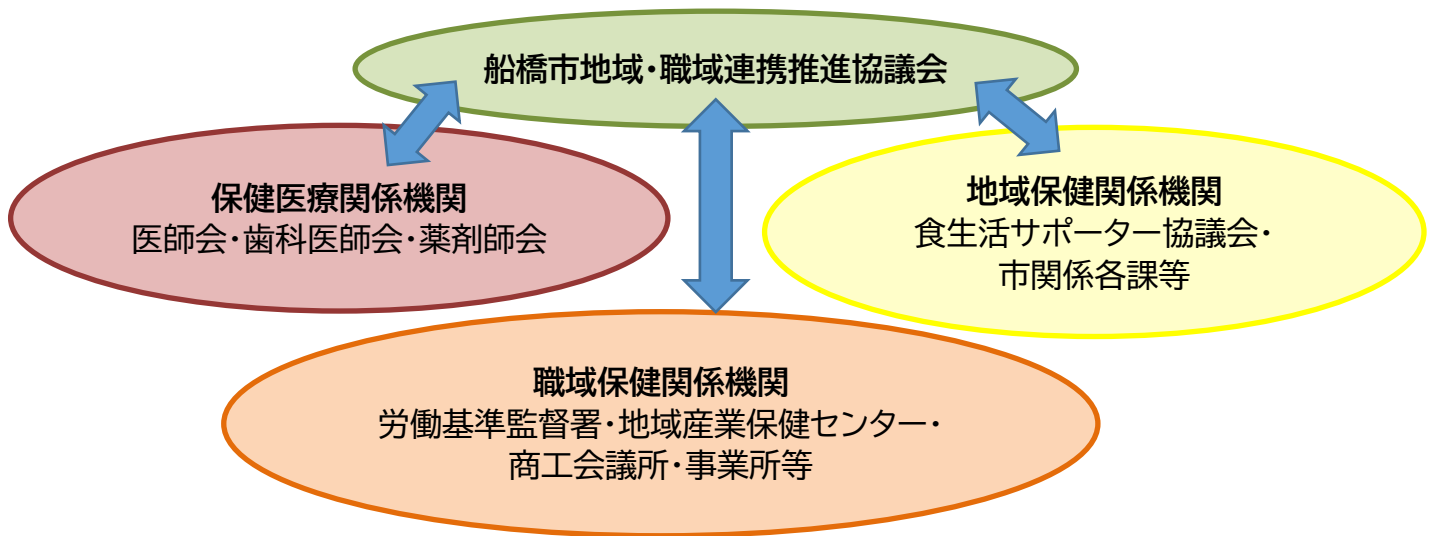 船橋市地域・職域連携推進協議会
保健医療関係機関
医師会・歯科医師会・薬剤師会
地域保健関係機関
食生活サポーター協議会・
市関係各課等
職域保健関係機関
労働基準監督署・地域産業保健センター・
商工会議所・事業所等